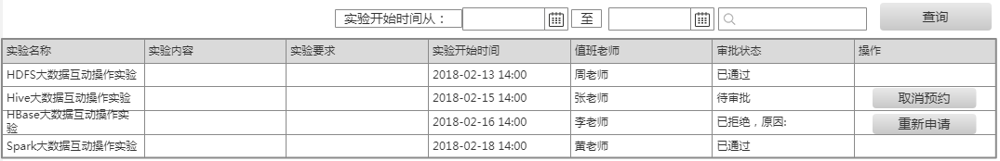 实验开始时间从： 至 查询
实验名称 实验内容 实验要求 实验开始时间 值班老师 审批状态 操作
HDFS大数据互动操作实验 2018-02-13 14:00 周老师 已通过
Hive大数据互动操作实验 2018-02-15 14:00 张老师 待审批 取消预约
HBase大数据互动操作实
验 2018-02-16 14:00 李老师 已拒绝，原因: 重新申请
Spark大数据互动操作实验 2018-02-18 14:00 黄老师 已通过